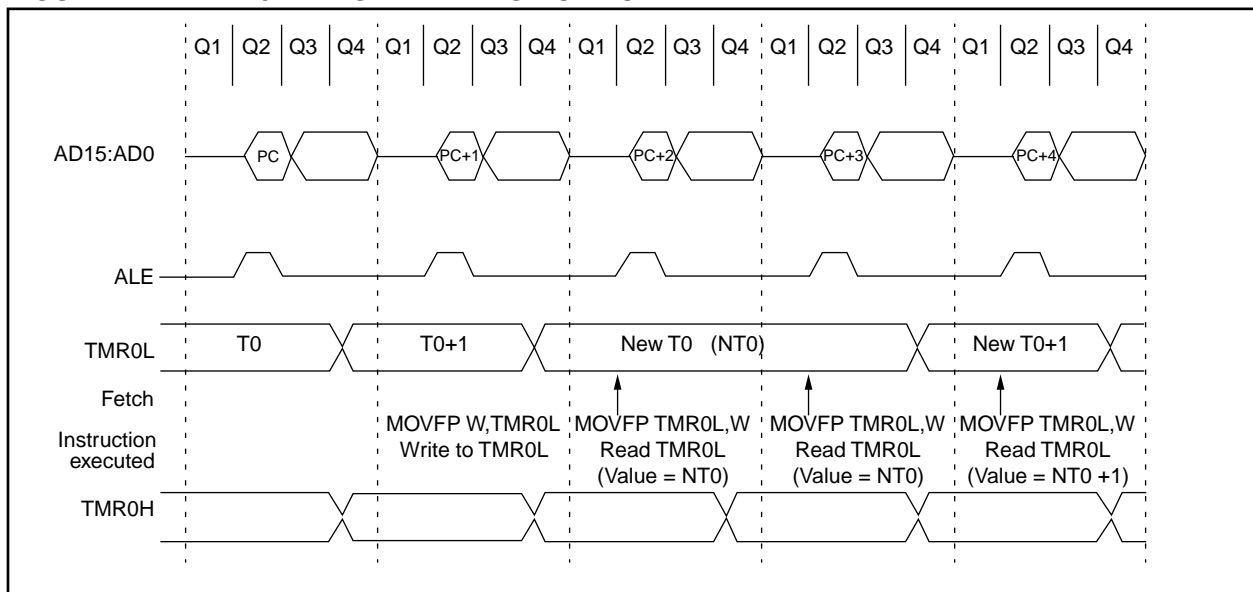 Q1 Q2 Q3 Q4 Q1 Q2 Q3 Q4 Q1 Q2 Q3 Q4 Q1 Q2 Q3 Q4 Q1 Q2 Q3 Q4
AD15:AD0 PC PC+1 PC+2 PC+3 PC+4
ALE
TMR0L T0 T0+1 New T0 (NT0) New T0+1
Fetch
MOVFP W,TMR0L MOVFP TMR0L,W MOVFP TMR0L,W MOVFP TMR0L,W
Instruction
executed
Write to TMR0L Read TMR0L Read TMR0L Read TMR0L
(Value = NT0) (Value = NT0) (Value = NT0 +1)
TMR0H